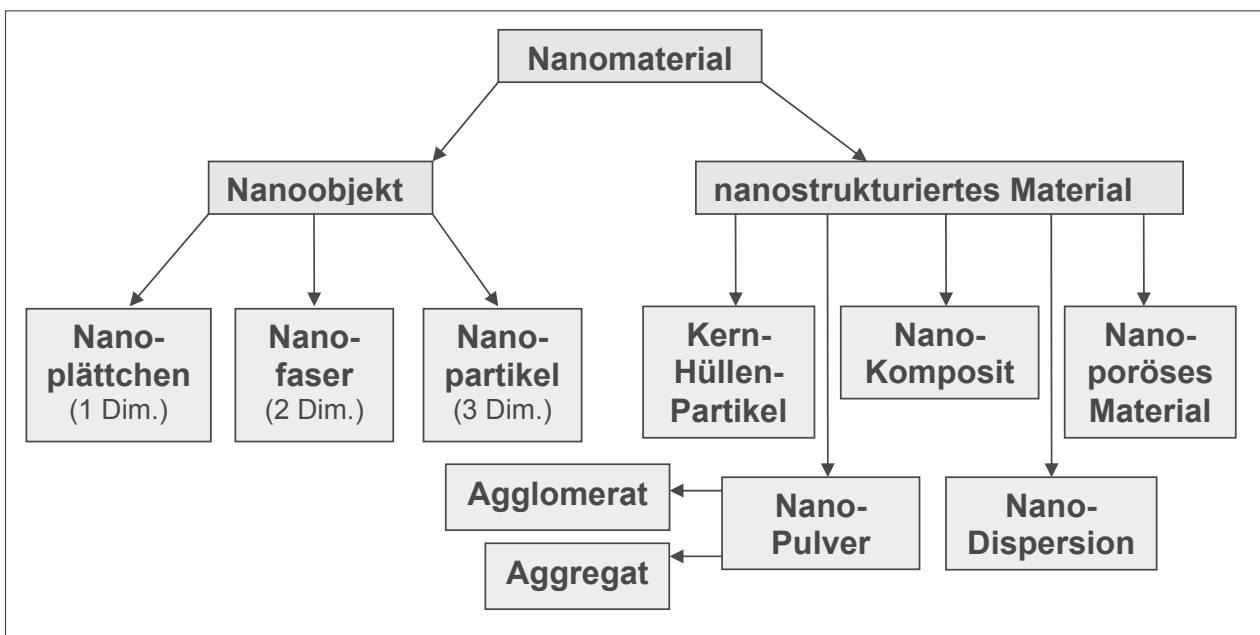 Nanomaterial
Nanoobjekt
nanostrukturiertes Material
Nano-
plättchen
(1 Dim.)
Nano-
faser
(2 Dim.)
Nano-
partikel
(3 Dim.)
Kern-
Hüllen-
Partikel
Nano-
Komposit
Nano-
poröses
Material
Agglomerat
Aggregat
Nano-
Pulver
Nano-
Dispersion